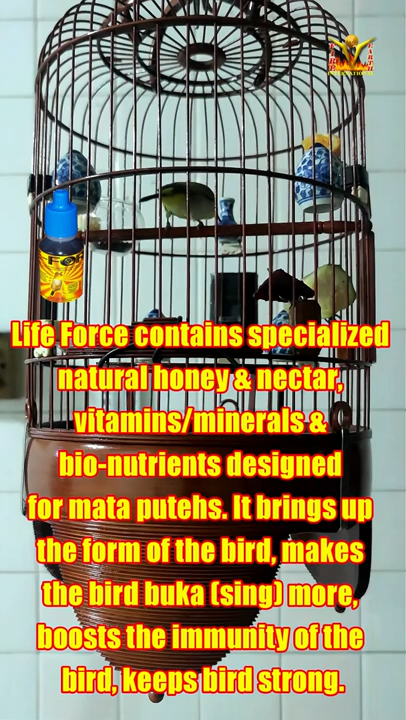 Life Force contains specialized
natural honey & nectar,
vitamins/minerals &
bio-nutrients designed
for mata putehs. It brings up
the form of the bird, makes
the bird buka (sing) more,
boosts the immunity of the
bird, keeps bird strong.